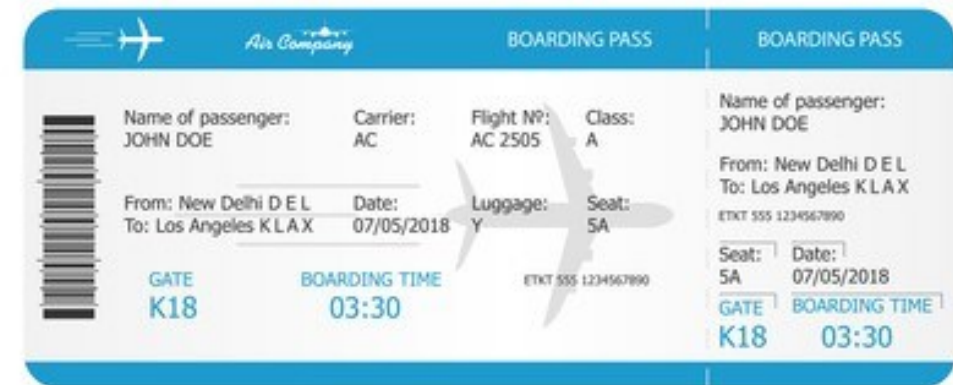 Air Company
BOARDING PASS
Name of passenger: Carrier: Flight Nº: Class:
JOHN DOE AC AC 2505 A
From: New Delhi D E L Date: Luggage: Seat:
To: Los Angeles K L A X 07/05/2018 Y 5A
GATE BOARDING TIME ETKT 555 1234567890
K18 03:30
BOARDING PASS
Name of passenger:
JOHN DOE
From: New Delhi D E L
To: Los Angeles K L A X
ETKT 555 1234567890
Seat: Date:
5A 07/05/2018
GATE BOARDING TIME
K18 03:30